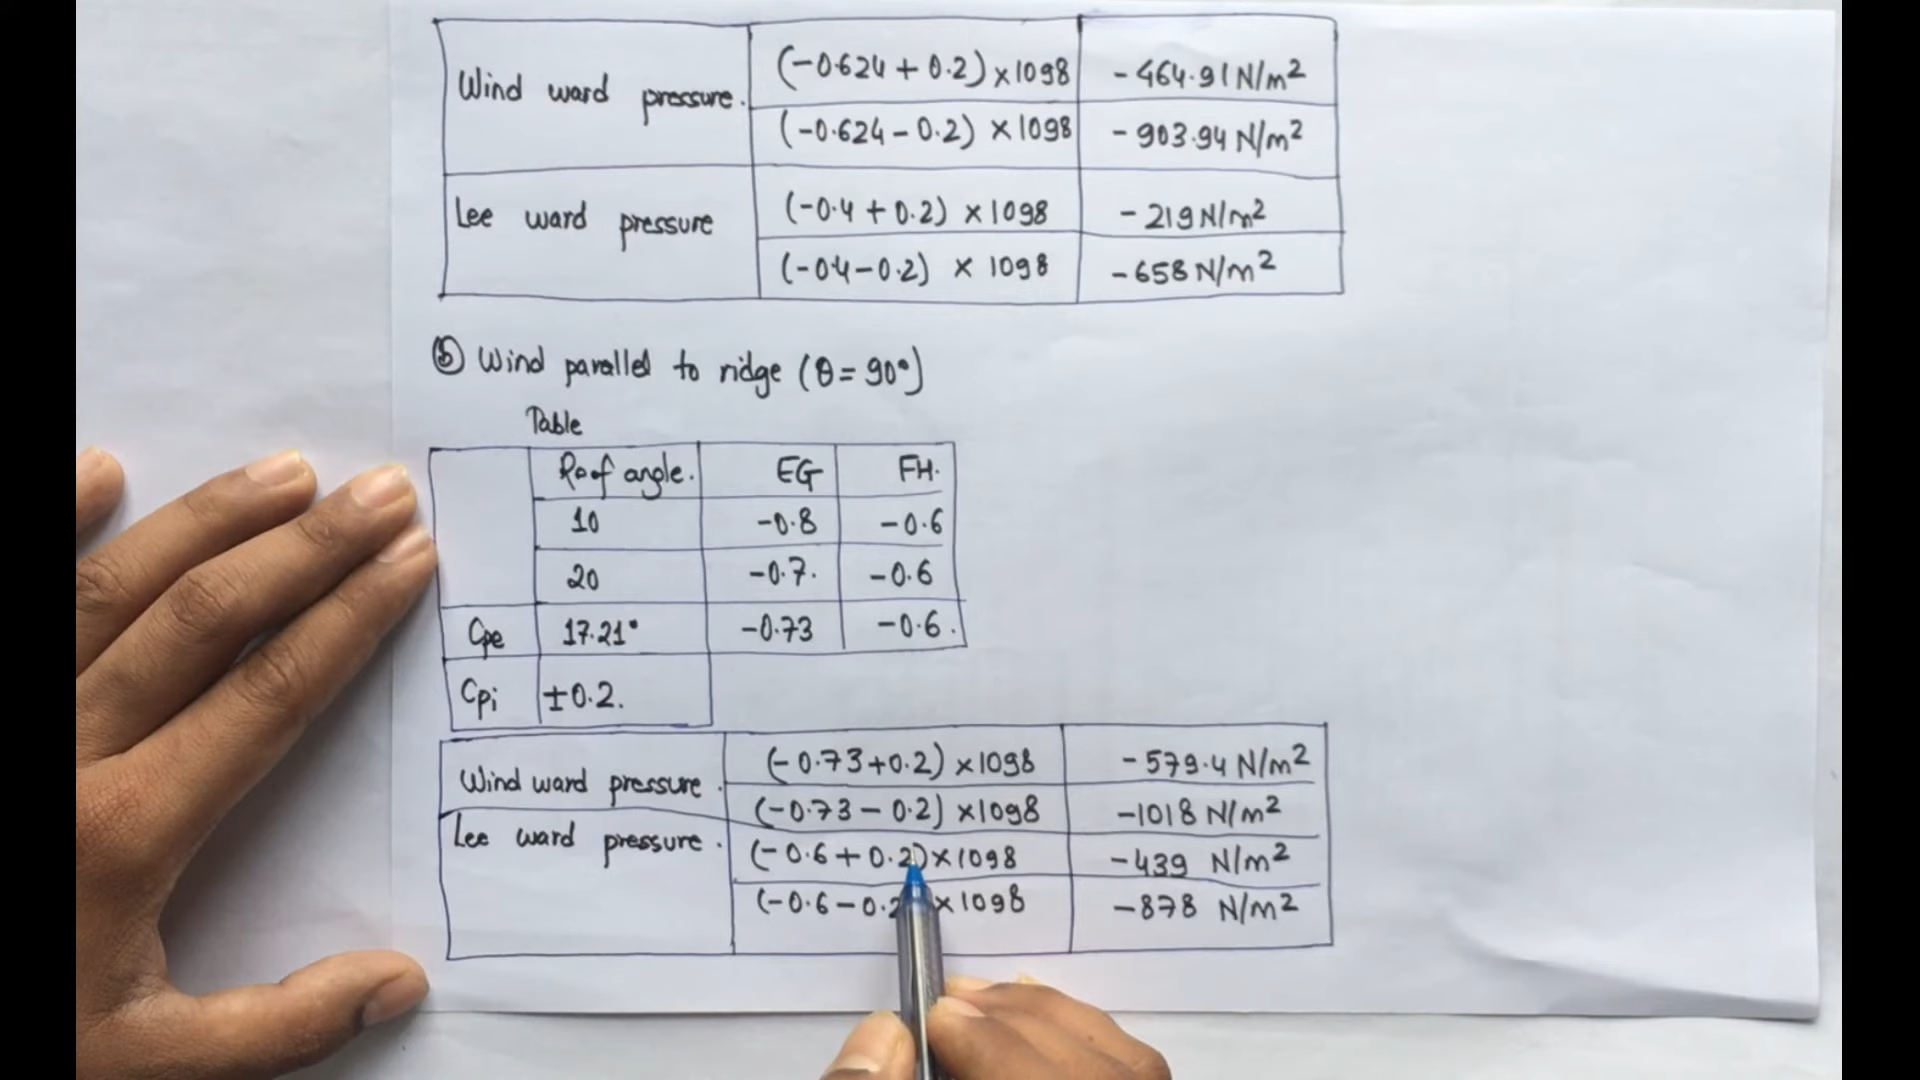 Wind ward pressure. (-0.624 + 0.2) ×1098 -464.91 N/m²
(-0.624 - 0.2) ×1098 -903.94 N/m²
Lee ward pressure (-0.4 + 0.2) ×1098 -219 N/m²
(-0.4 - 0.2) × 1098 -658 N/m²
ⓑ Wind parallel to ridge (θ = 90°)
Table
Roof angle. EG FH.
10 -0.8 -0.6
20 -0.7. -0.6
Cpe 17.21° -0.73 -0.6.
Cpi ±0.2.
Wind ward pressure. (-0.73+0.2) ×1098 -579.4 N/m²
(-0.73 - 0.2) ×1098 -1018 N/m²
Lee ward pressure. (-0.6 + 0.2)×1098 -439 N/m²
(-0.6 - 0.2 ×1098 -878 N/m²